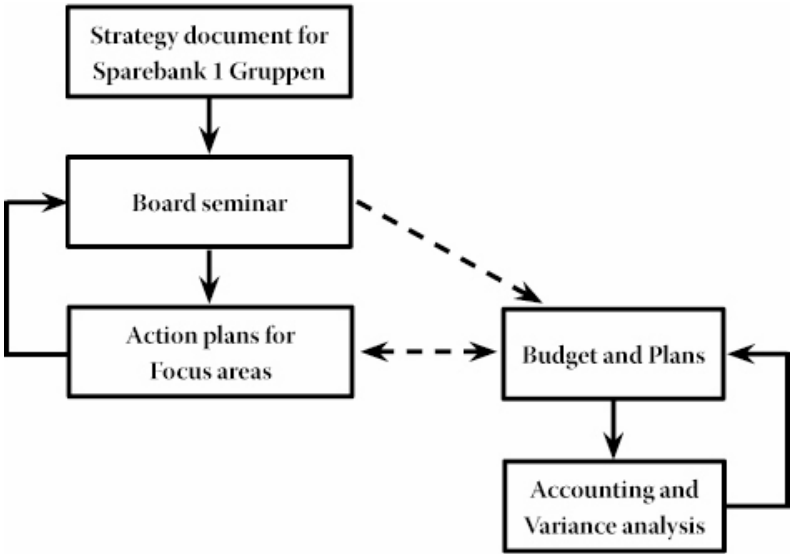 Strategy document for
Sparebank 1 Gruppen
Board seminar
Action plans for
Focus areas
Budget and Plans
Accounting and
Variance analysis